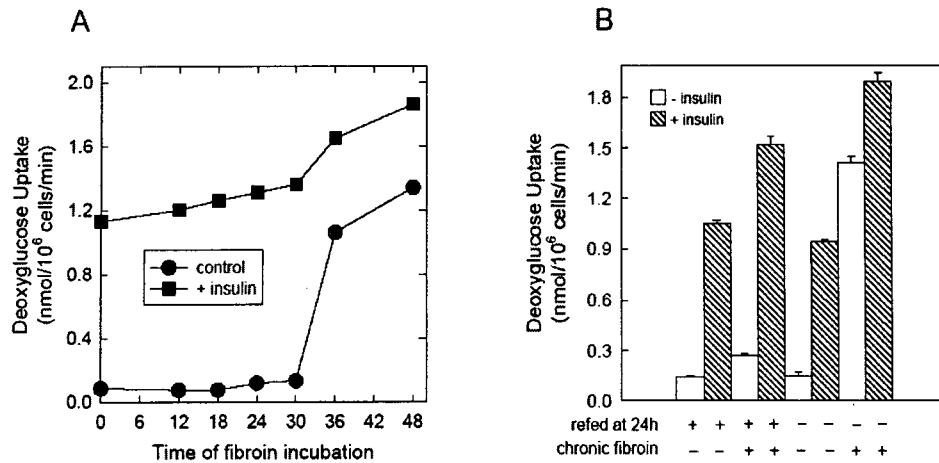 A
Deoxyglucose Uptake
(nmol/10⁶ cells/min)
2.0
1.6
1.2
0.8
0.4
0.0
control
+ insulin
0 6 12 18 24 30 36 42 48
Time of fibroin incubation
B
Deoxyglucose Uptake
(nmol/10⁶ cells/min)
1.8
1.5
1.2
0.9
0.6
0.3
0.0
- insulin
+ insulin
refed at 24h + + + + − − − −
chronic fibroin − − + + − − + +